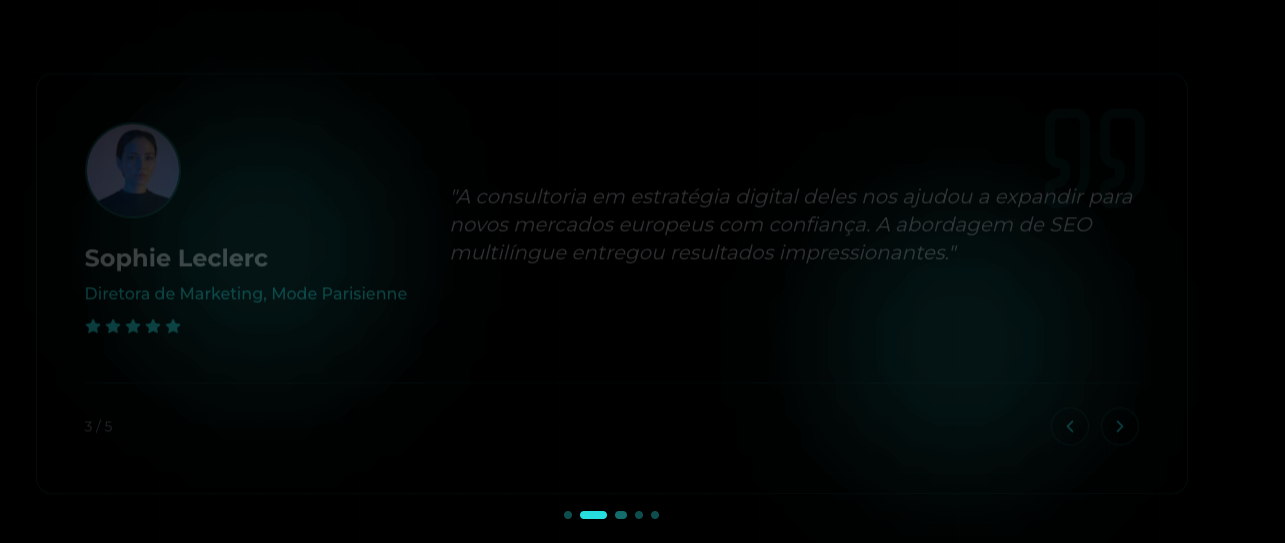 Sophie Leclerc
Diretora de Marketing, Mode Parisienne
"A consultoria em estratégia digital deles nos ajudou a expandir para
novos mercados europeus com confiança. A abordagem de SEO
multilíngue entregou resultados impressionantes."
3 / 5